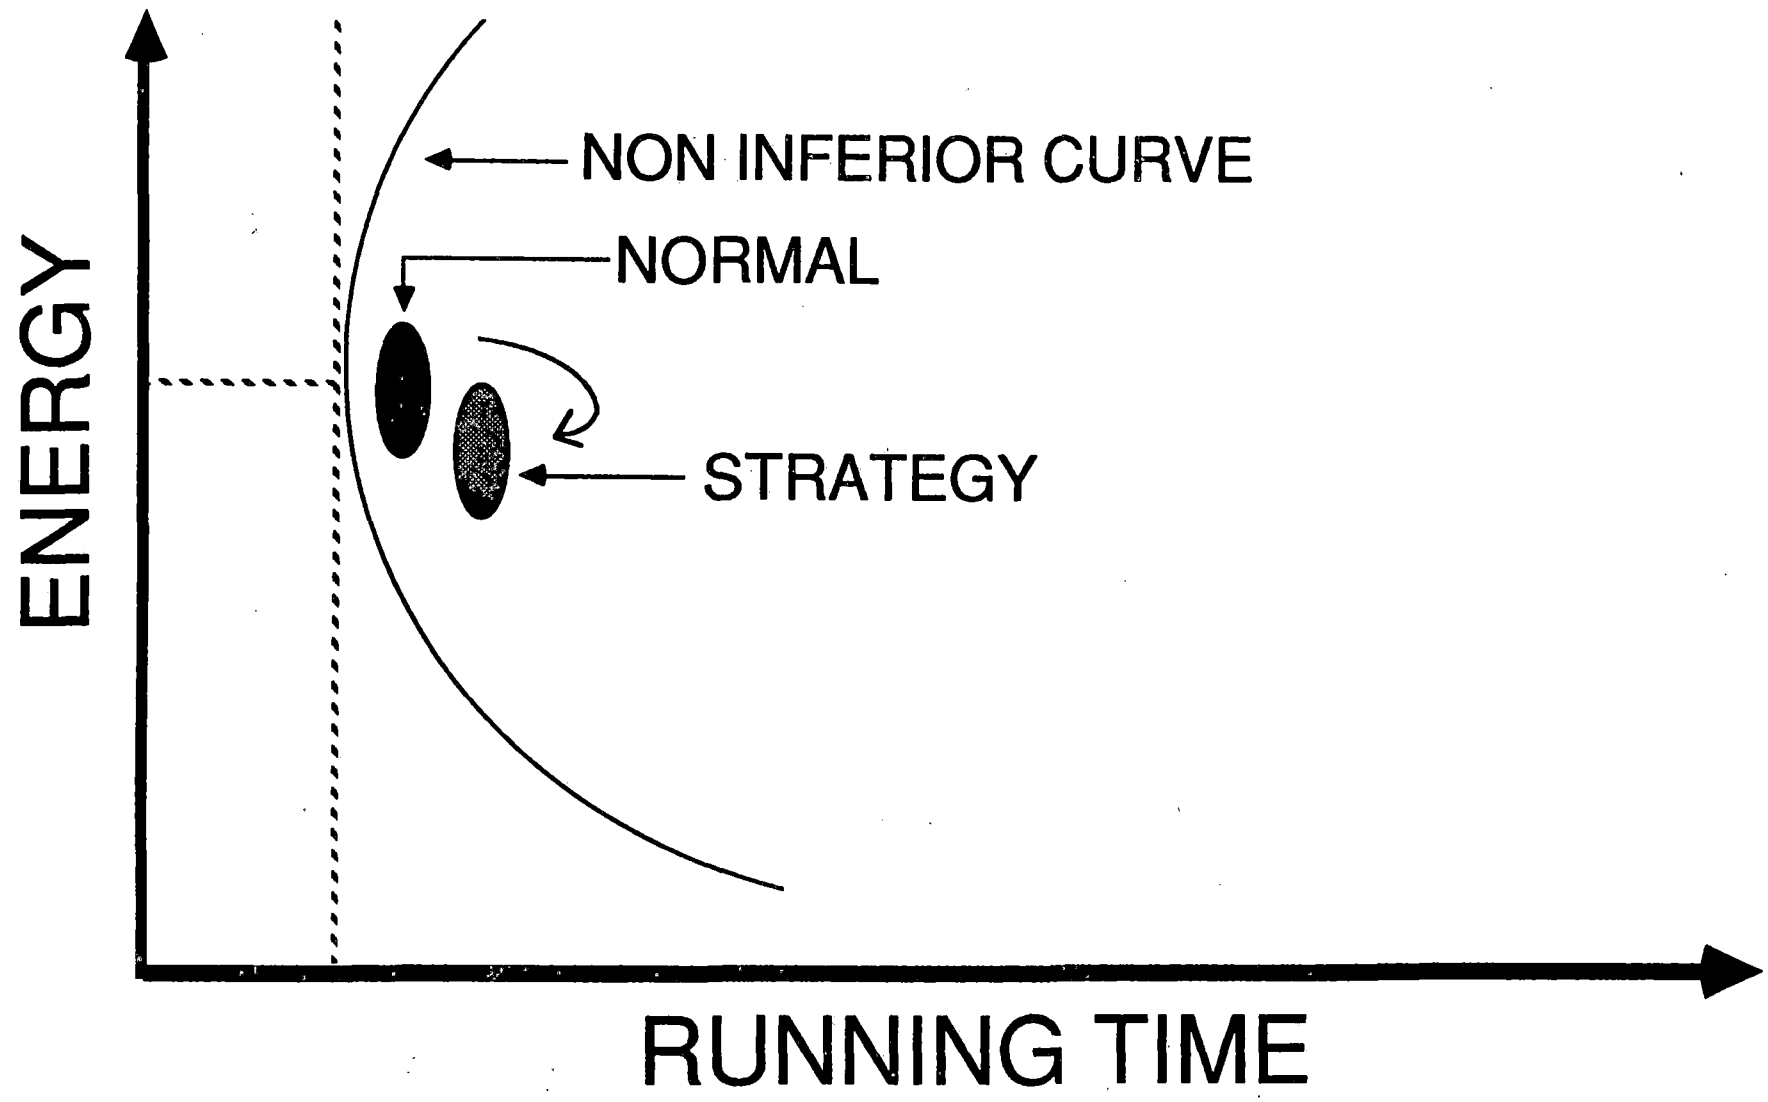 NON INFERIOR CURVE
NORMAL
STRATEGY
ENERGY
RUNNING TIME